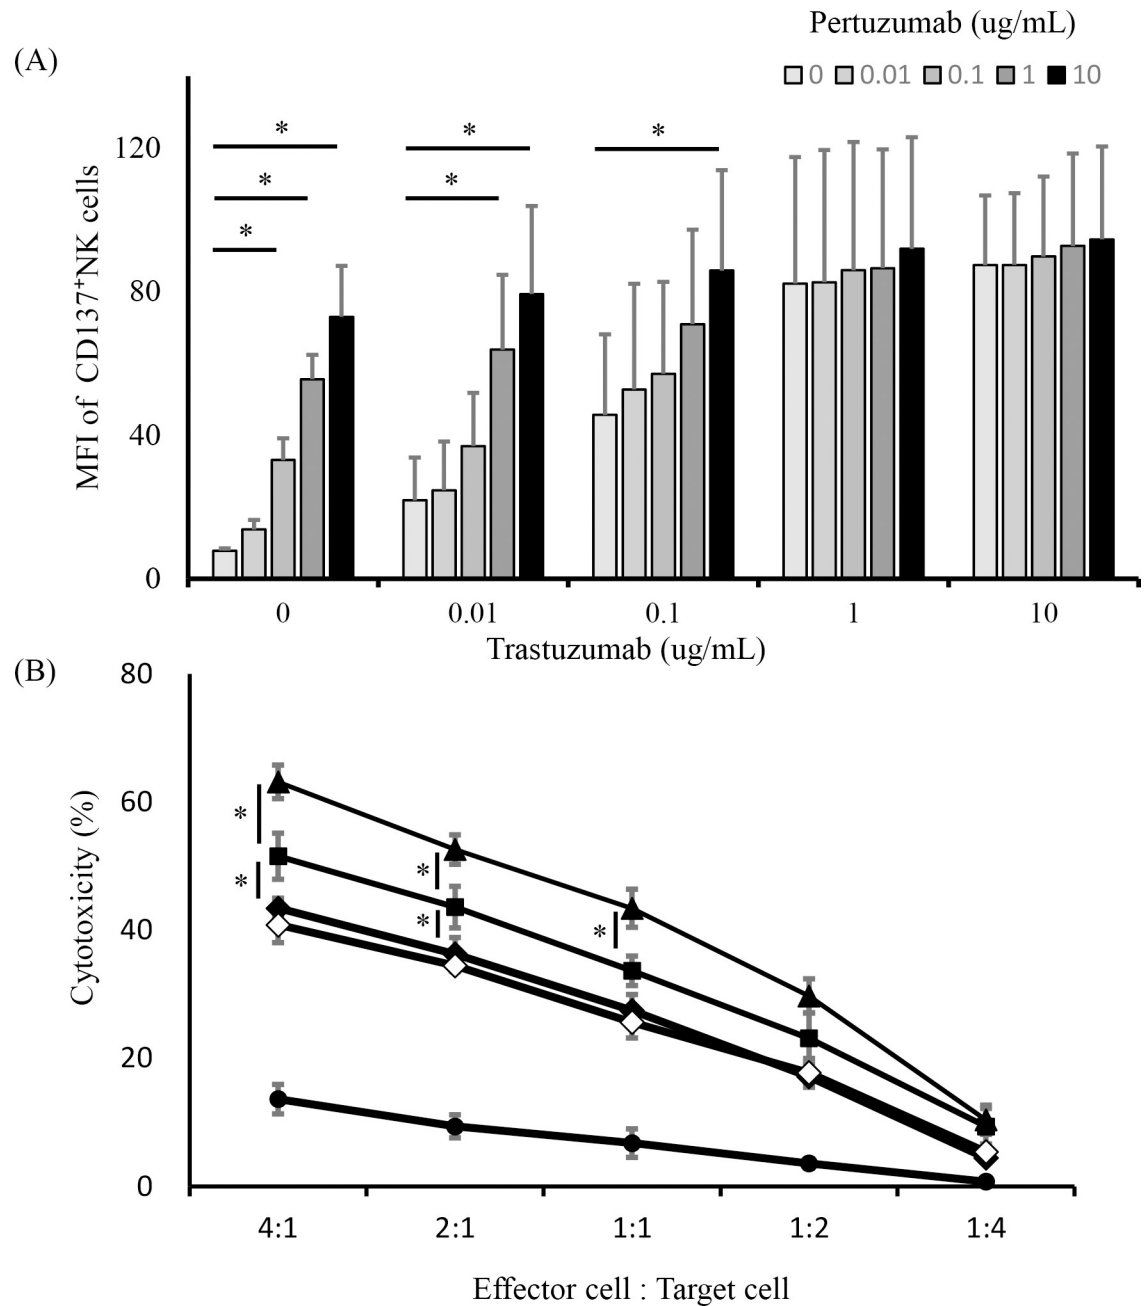 Pertuzumab (ug/mL)
(A)
0 0.01 0.1 1 10
MFI of CD137+NK cells
120
80
40
0
* * *
* *
*
0 0.01 0.1 1 10
Trastuzumab (ug/mL)
(B)
Cytotoxicity (%)
80
60
40
20
0
*
*
*
*
*
4:1 2:1 1:1 1:2 1:4
Effector cell : Target cell